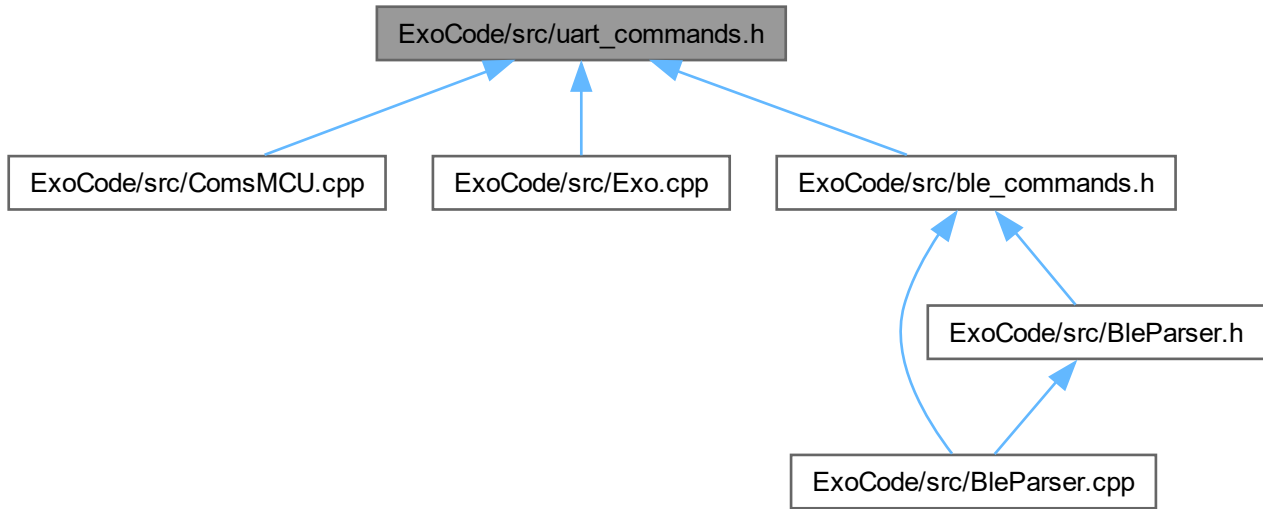 ExoCode/src/uart_commands.h
ExoCode/src/ComsMCU.cpp
ExoCode/src/Exo.cpp
ExoCode/src/ble_commands.h
ExoCode/src/BleParser.h
ExoCode/src/BleParser.cpp